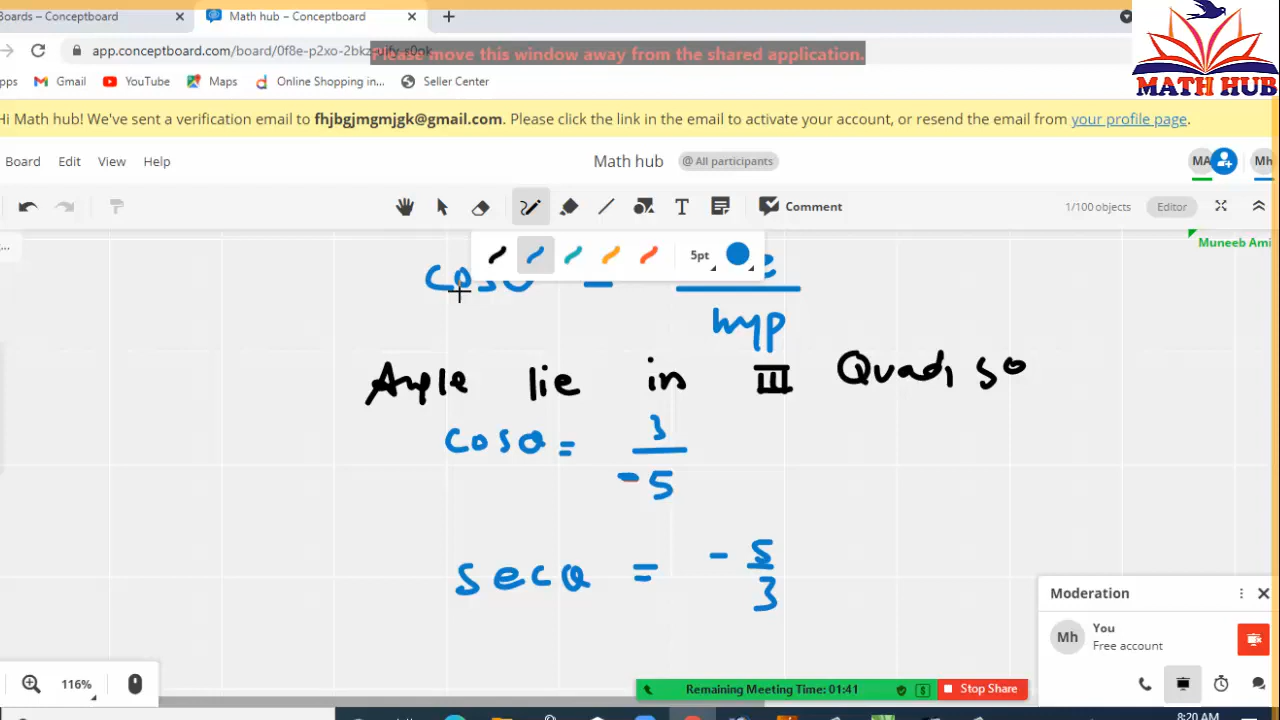 Boards – Conceptboard
Math hub – Conceptboard
app.conceptboard.com/board/0f8e-p2xo-2bkz-
Please move this window away from the shared application.
MATH HUB
pps Gmail YouTube Maps Online Shopping in... Seller Center
Hi Math hub! We've sent a verification email to fhjbgjmgmjgk@gmail.com. Please click the link in the email to activate your account, or resend the email from your profile page.
Board Edit View Help
Math hub @ All participants
MA Mh
T Comment
1/100 objects Editor
5pt
Muneeb Ami
cosθ =
hyp
Angle lie in III Quad, so
cosθ = 3
-5
secθ = - 5
3
Moderation
Mh You
Free account
116%
Remaining Meeting Time: 01:41 Stop Share
8:20 AM